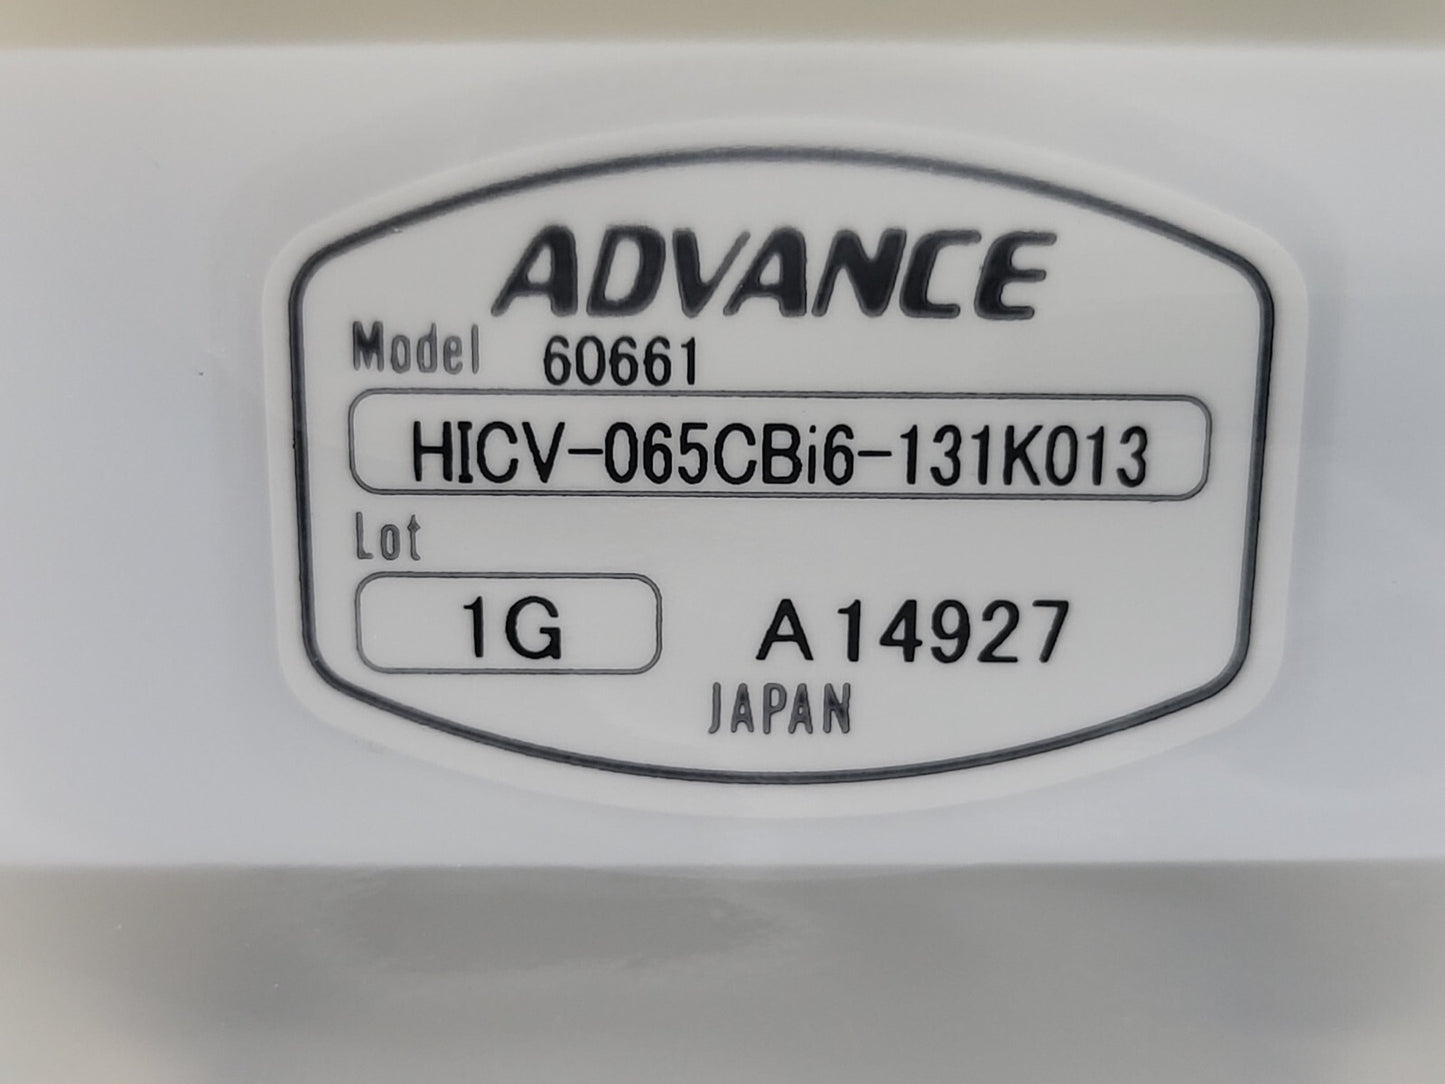 ADVANCE
Model 60661
HICV-065CBi6-131K013
Lot
1G A14927
JAPAN